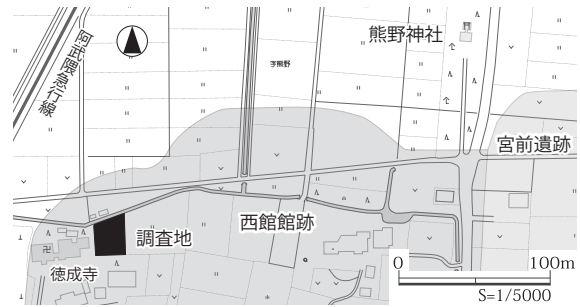 熊野神社
阿武隈急行線
字熊野
宮前遺跡
西館館跡
調査地
徳成寺
0 100m
S=1/5000